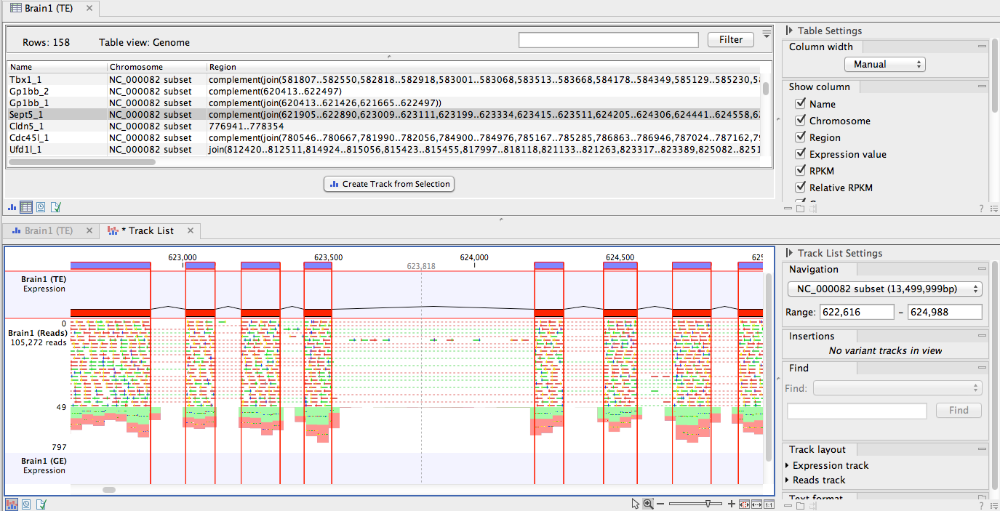 Brain1 (TE)
Rows: 158 Table view: Genome Filter
Name Chromosome Region
Tbx1_1 NC_000082 subset complement(join(581807..582550,582818..582918,583001..583068,583513..583668,584178..584349,585129..585230,58
Gp1bb_2 NC_000082 subset complement(620413..622497)
Gp1bb_1 NC_000082 subset complement(join(620413..621426,621665..622497))
Sept5_1 NC_000082 subset complement(join(621905..622890,623009..623111,623199..623334,623415..623511,624205..624306,624441..624558,62
Cldn5_1 NC_000082 subset 776941..778354
Cdc45l_1 NC_000082 subset complement(join(780546..780667,781990..782056,784900..784976,785167..785285,786863..786946,787024..787162,79
Ufd1l_1 NC_000082 subset join(812420..812511,814924..815056,815423..815455,817997..818118,821133..821263,823317..823389,825082..8251
Create Track from Selection
Table Settings
Column width
Manual
Show column
Name
Chromosome
Region
Expression value
RPKM
Relative RPKM
?
Brain1 (TE) * Track List
623,000 623,500 624,000 624,500 625
623,818
Brain1 (TE)
Expression
0
Brain1 (Reads)
105,272 reads
49
797
Brain1 (GE)
Expression
1:1
Track List Settings
Navigation
NC_000082 subset (13,499,999bp)
Range: 622,616 – 624,988
Insertions
No variant tracks in view
Find
Find:
Find
Track layout
Expression track
Reads track
Text format
?